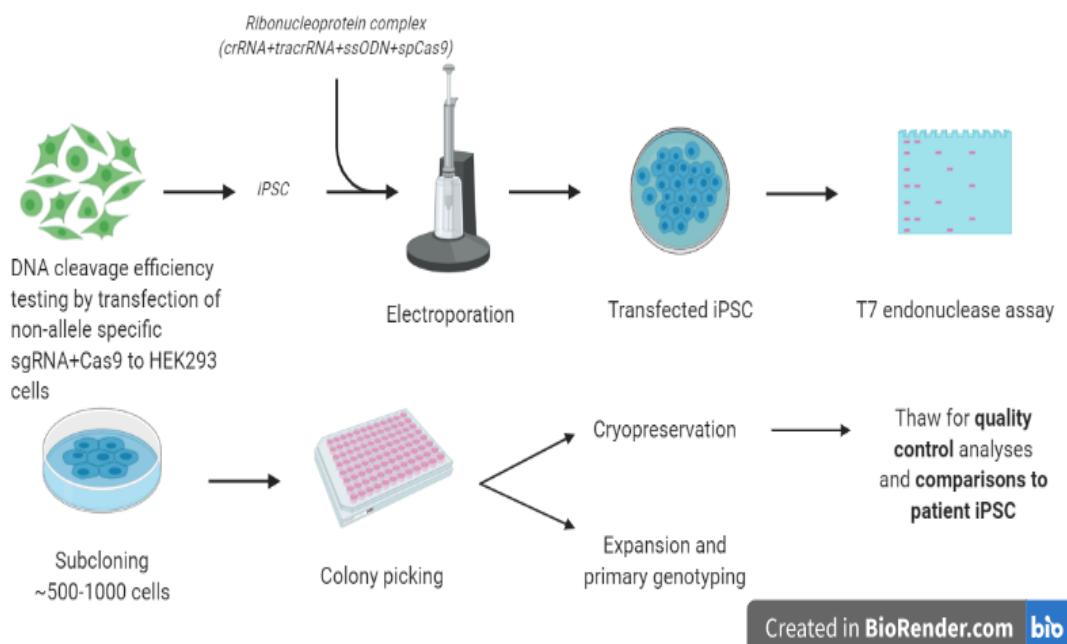 Ribonucleoprotein complex
(crRNA+tracrRNA+ssODN+spCas9)
iPSC
DNA cleavage efficiency
testing by transfection of
non-allele specific
sgRNA+Cas9 to HEK293
cells
Electroporation
Transfected iPSC
T7 endonuclease assay
Subcloning
~500-1000 cells
Colony picking
Cryopreservation
Expansion and
primary genotyping
Thaw for quality
control analyses
and comparisons to
patient iPSC
Created in BioRender.com bio